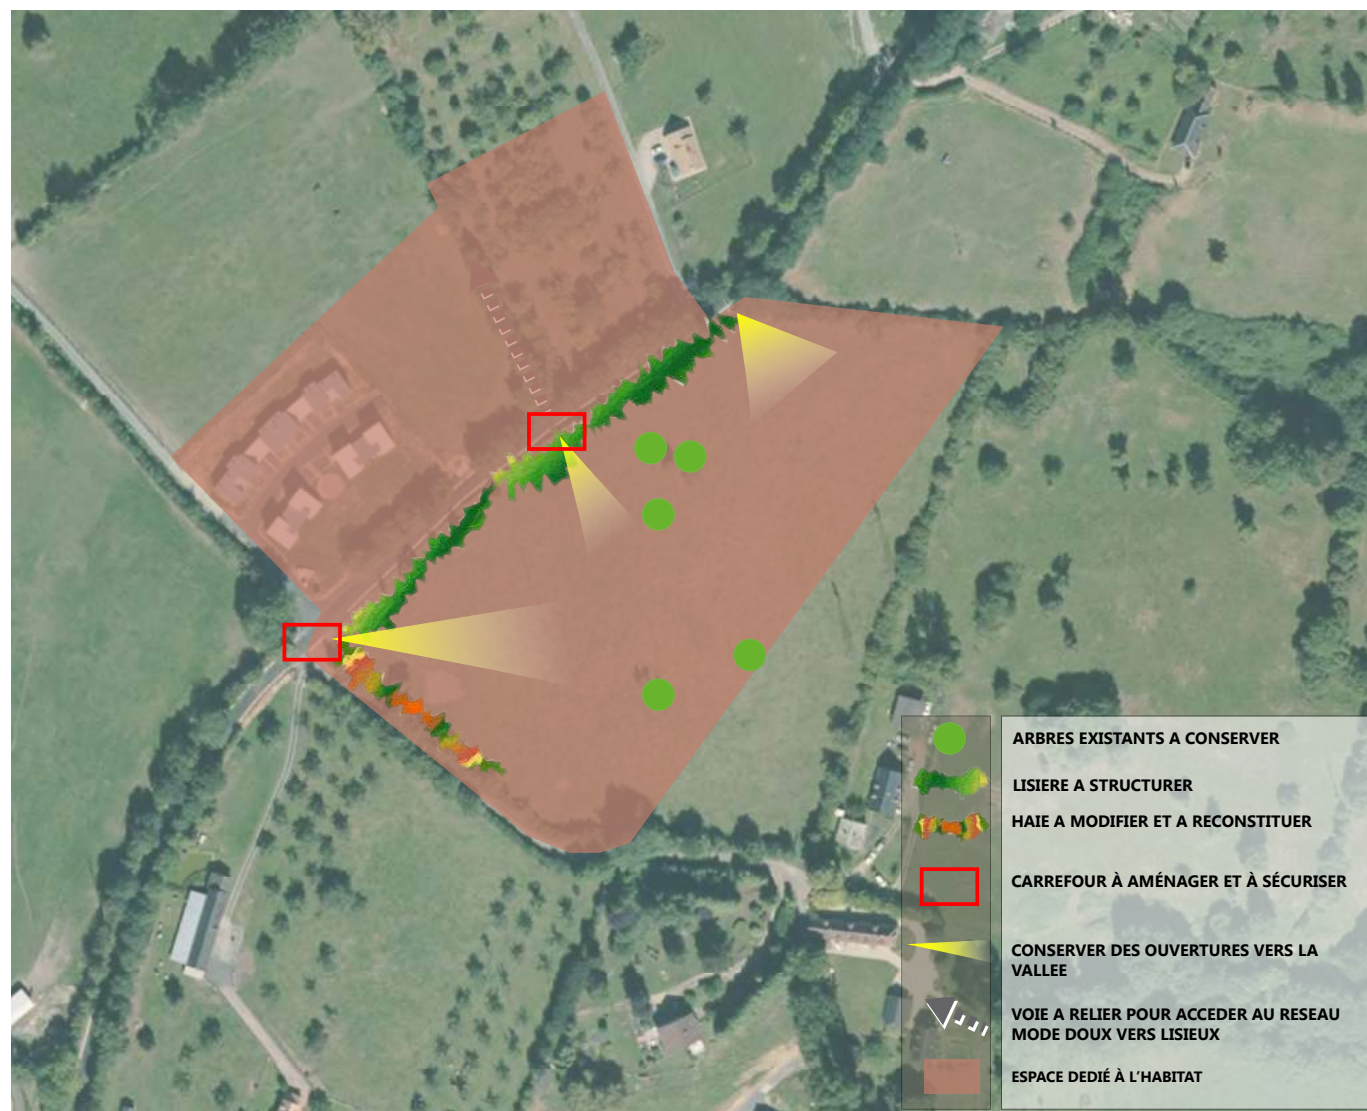 ARBRES EXISTANTS A CONSERVER
LISIERE A STRUCTURER
HAIE A MODIFIER ET A RECONSTITUER
CARREFOUR À AMÉNAGER ET À SÉCURISER
CONSERVER DES OUVERTURES VERS LA
VALLEE
VOIE A RELIER POUR ACCEDER AU RESEAU
MODE DOUX VERS LISIEUX
ESPACE DEDIÉ À L'HABITAT